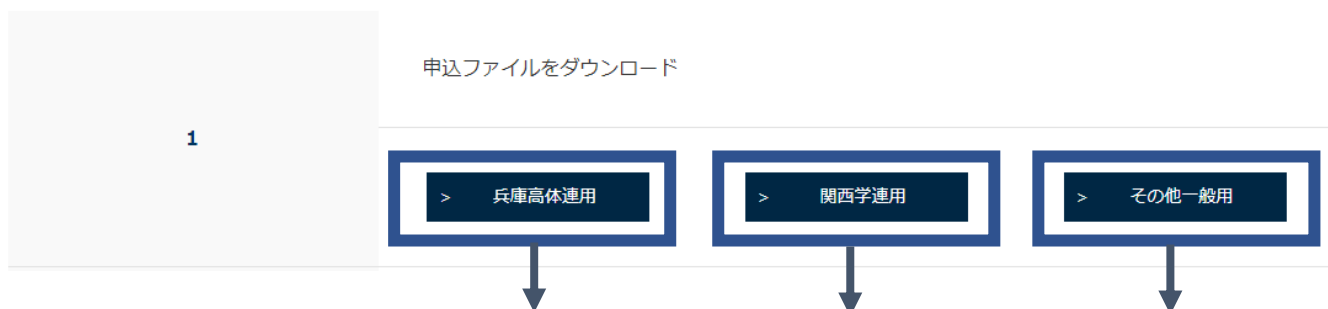 申込ファイルをダウンロード
1
> 兵庫高体連用
> 関西学連用
> その他一般用